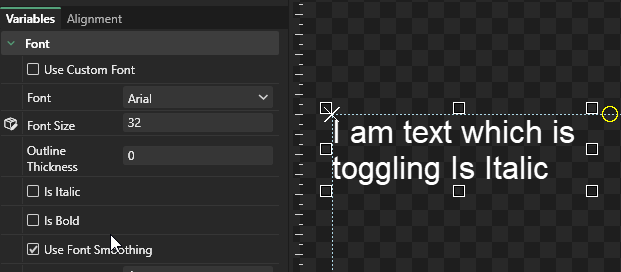 Variables Alignment
Font
Use Custom Font
Font Arial
Font Size 32
Outline Thickness 0
Is Italic
Is Bold
Use Font Smoothing
I am text which is
toggling Is Italic